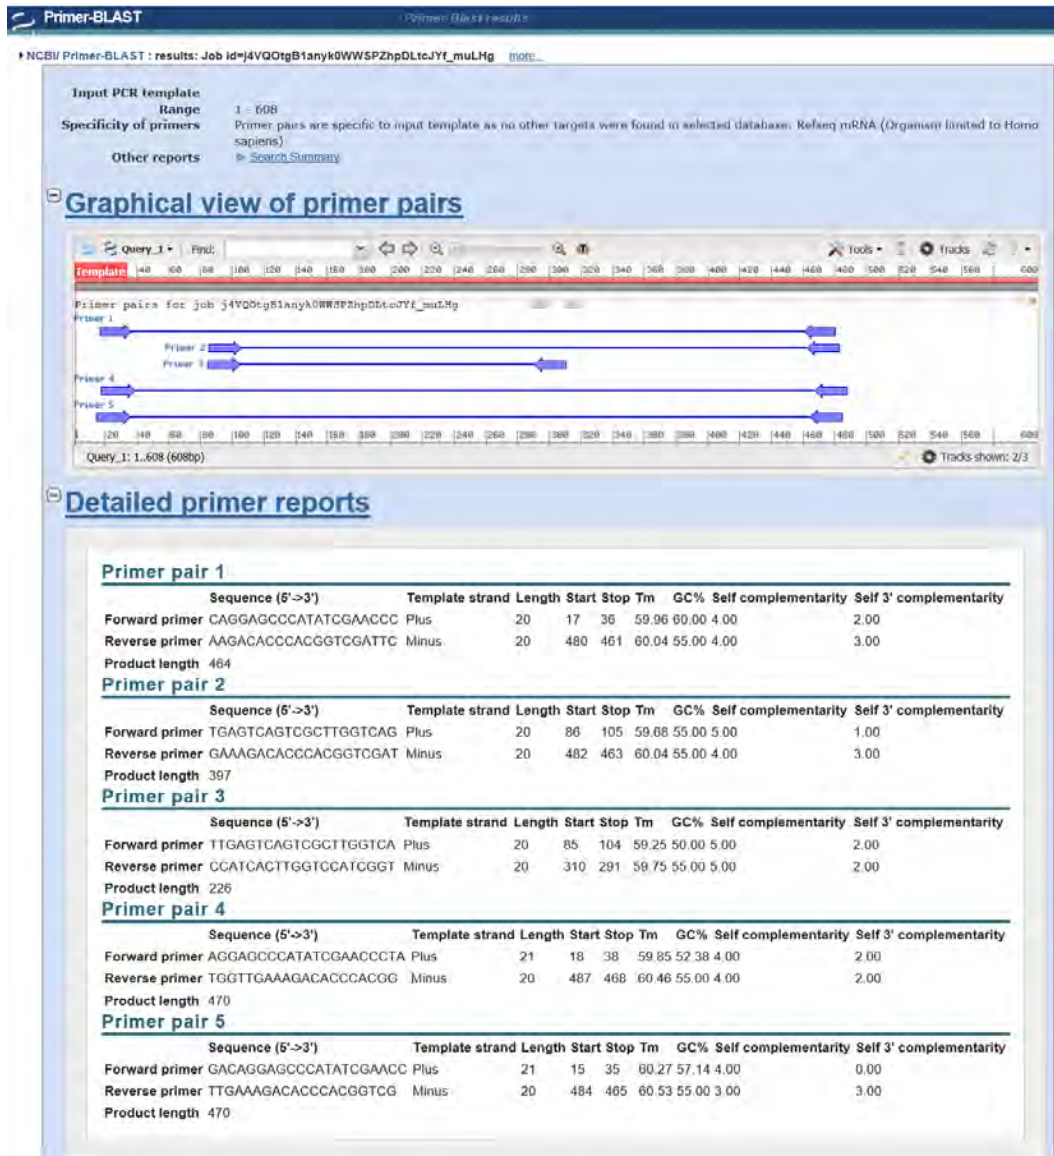 Primer-BLAST
Primer-Blast results
NCBI/ Primer-BLAST : results: more...
Input PCR template
Range 1 - 608
Specificity of primers Primer pairs are specific to input template as no other targets were found in selected database: Refseq mRNA (Organism limited to Homo sapiens)
Other reports Search Summary
Graphical view of primer pairs
Query_1 Find: Tools Tracks
Template |40 |60 |80 |100 |120 |140 |160 |180 |200 |220 |240 |260 |280 |300 |320 |340 |360 |380 |400 |420 |440 |460 |480 500 |520 540 |560 | 608
Primer pairs for job
Primer 1
Primer 2
Primer 3
Primer 4
Primer 5
|20 |40 |60 |80 |100 |120 |140 |160 |180 |200 |220 |240 |260 |280 |300 |320 |340 |360 |380 |400 |420 |440 |460 |480 |500 |520 |540 |560 | 608
Query_1: 1..608 (608bp) Tracks shown: 2/3
Detailed primer reports
Primer pair 1
Sequence (5'->3') Template strand Length Start Stop Tm GC% Self complementarity Self 3' complementarity
Forward primer CAGGAGCCCATATCGAACCC Plus 20 17 36 59.96 60.00 4.00 2.00
Reverse primer AAGACACCCACGGTCGATTC Minus 20 480 461 60.04 55.00 4.00 3.00
Product length 464
Primer pair 2
Sequence (5'->3') Template strand Length Start Stop Tm GC% Self complementarity Self 3' complementarity
Forward primer TGAGTCAGTCGCTTGGTCAG Plus 20 86 105 59.68 55.00 5.00 1.00
Reverse primer GAAAGACACCCACGGTCGAT Minus 20 482 463 60.04 55.00 4.00 3.00
Product length 397
Primer pair 3
Sequence (5'->3') Template strand Length Start Stop Tm GC% Self complementarity Self 3' complementarity
Forward primer TTGAGTCAGTCGCTTGGTCA Plus 20 85 104 59.25 50.00 5.00 2.00
Reverse primer CCATCACTTGGTCCATCGGT Minus 20 310 291 59.75 55.00 5.00 2.00
Product length 226
Primer pair 4
Sequence (5'->3') Template strand Length Start Stop Tm GC% Self complementarity Self 3' complementarity
Forward primer AGGAGCCCATATCGAACCCTA Plus 21 18 38 59.85 52.38 4.00 2.00
Reverse primer TGGTTGAAAGACACCCACGG Minus 20 487 468 60.46 55.00 4.00 2.00
Product length 470
Primer pair 5
Sequence (5'->3') Template strand Length Start Stop Tm GC% Self complementarity Self 3' complementarity
Forward primer GACAGGAGCCCATATCGAACC Plus 21 15 35 60.27 57.14 4.00 0.00
Reverse primer TTGAAAGACACCCACGGTCG Minus 20 484 465 60.53 55.00 3.00 3.00
Product length 470